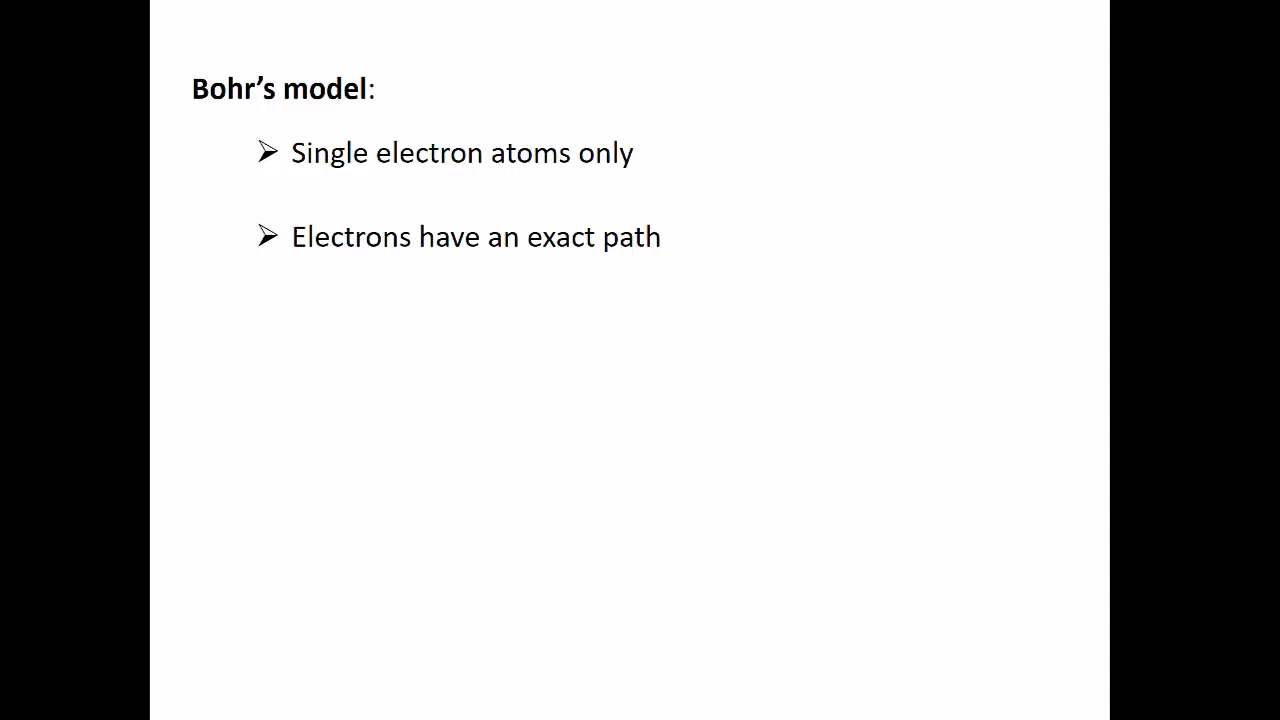 Bohr’s model:
➢ Single electron atoms only
➢ Electrons have an exact path